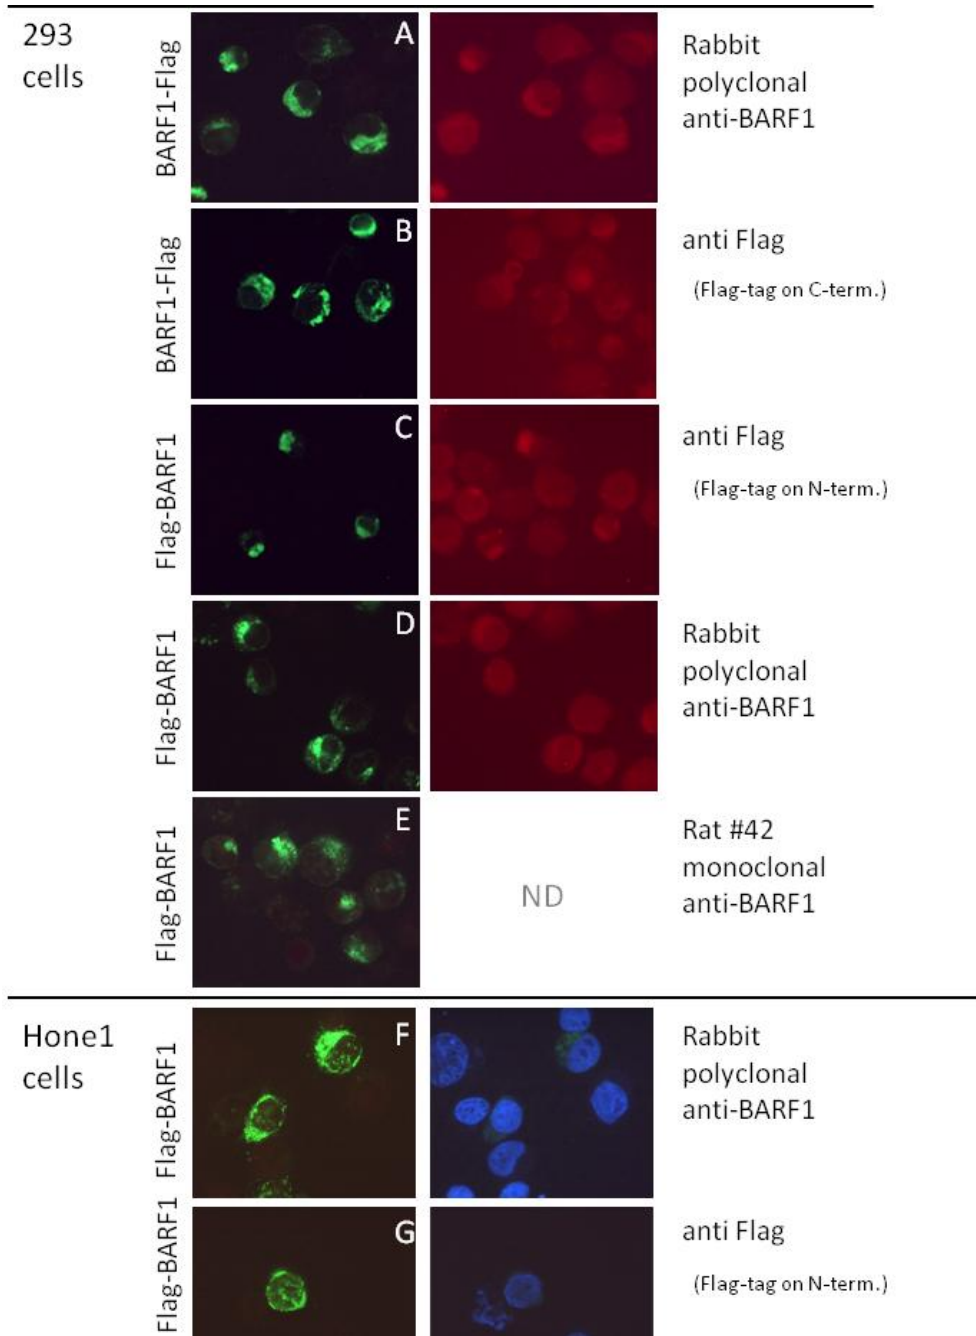 293
cells
BARF1-Flag
A
Rabbit
polyclonal
anti-BARF1
BARF1-Flag
B
anti Flag
(Flag-tag on C-term.)
Flag-BARF1
C
anti Flag
(Flag-tag on N-term.)
Flag-BARF1
D
Rabbit
polyclonal
anti-BARF1
Flag-BARF1
E
ND
Rat #42
monoclonal
anti-BARF1
Hone1
cells
Flag-BARF1
F
Rabbit
polyclonal
anti-BARF1
Flag-BARF1
G
anti Flag
(Flag-tag on N-term.)